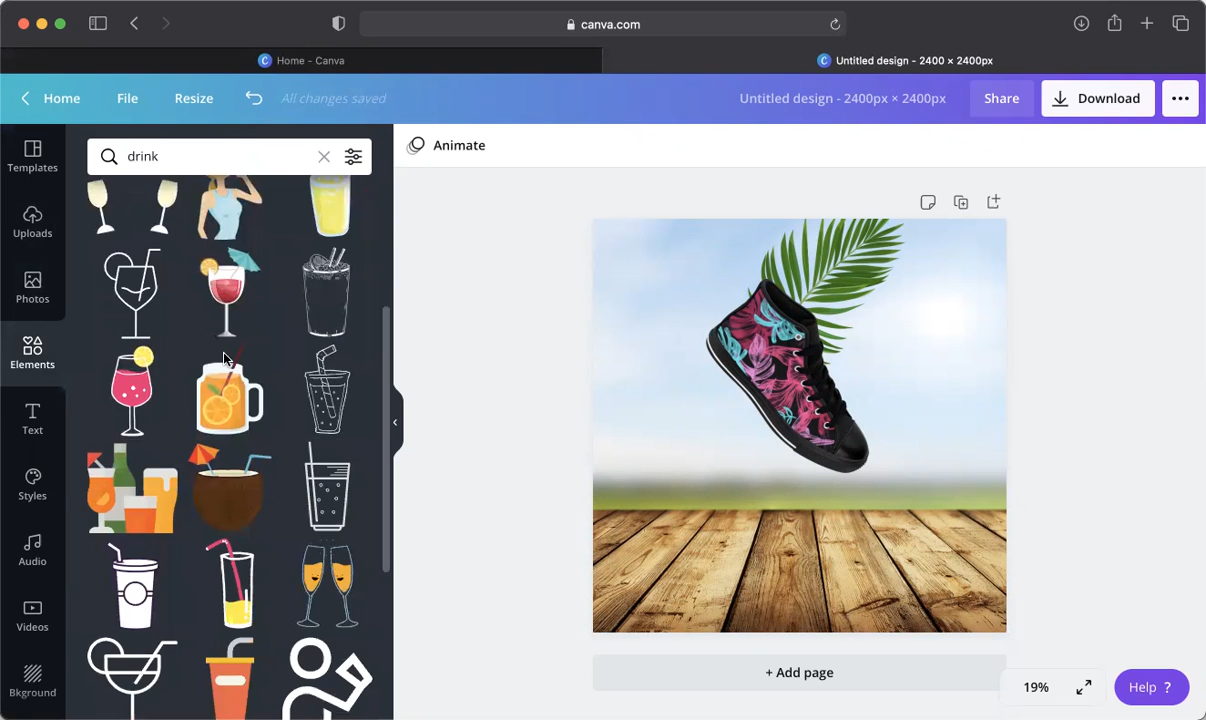 canva.com
Home - Canva
Untitled design - 2400 × 2400px
Home
File
Resize
All changes saved
Untitled design - 2400px × 2400px
Share
Download
Templates
Uploads
Photos
Elements
Text
Styles
Audio
Videos
Bkground
drink
Animate
+ Add page
19%
Help ?